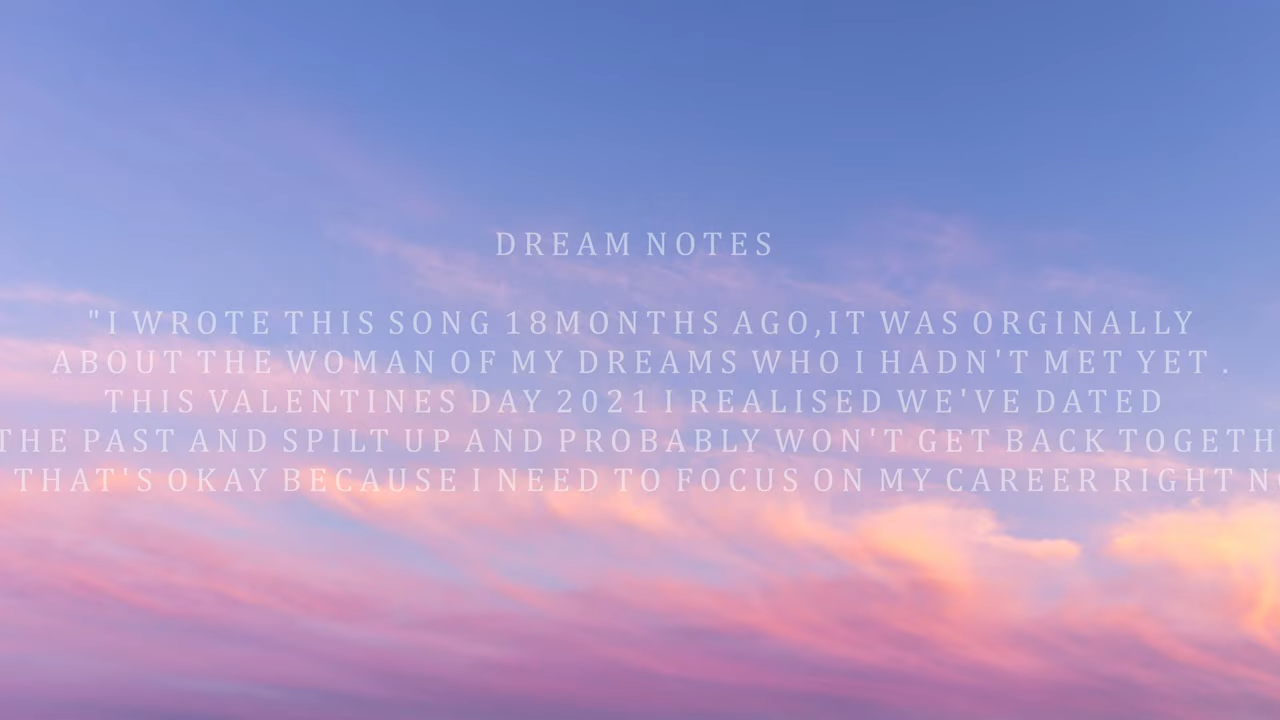 DREAM NOTES
"I WROTE THIS SONG 18MONTHS AGO,IT WAS ORGINALLY
ABOUT THE WOMAN OF MY DREAMS WHO I HADN'T MET YET .
THIS VALENTINES DAY 2021 I REALISED WE'VE DATED
THE PAST AND SPILT UP AND PROBABLY WON'T GET BACK TOGETH
THAT'S OKAY BECAUSE I NEED TO FOCUS ON MY CAREER RIGHT